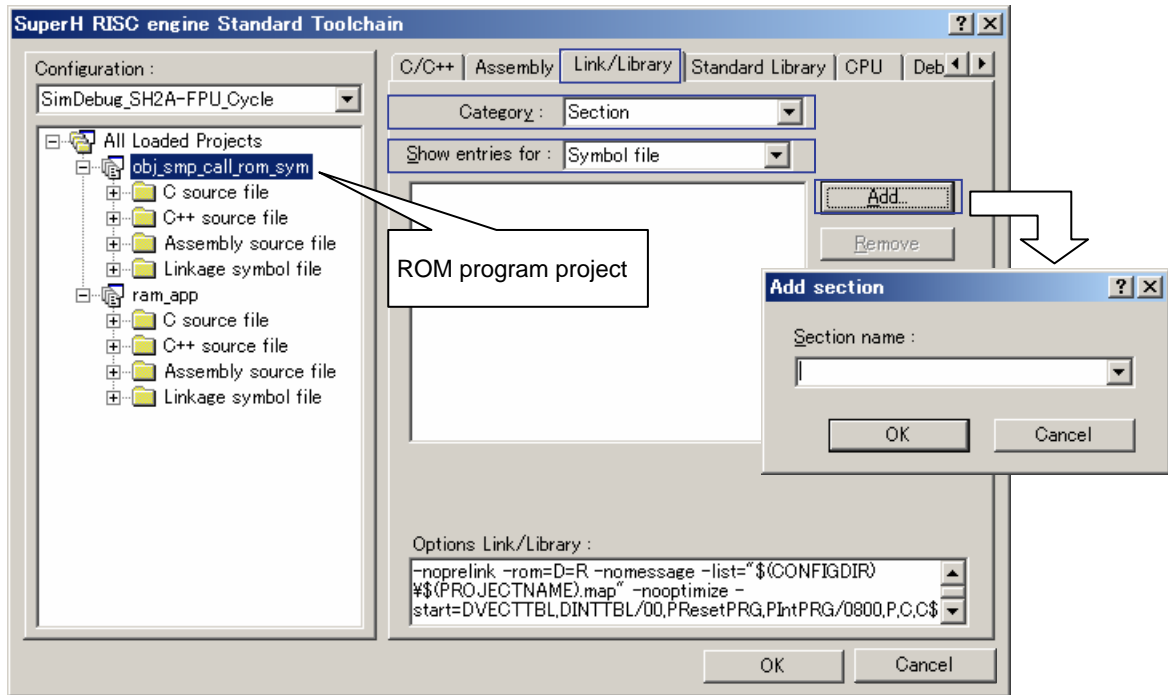 SuperH RISC engine Standard Toolchain
Configuration :
SimDebug_SH2A-FPU_Cycle
All Loaded Projects
obj_smp_call_rom_sym
C source file
C++ source file
Assembly source file
Linkage symbol file
ram_app
C source file
C++ source file
Assembly source file
Linkage symbol file
C/C++ Assembly Link/Library Standard Library CPU Deb
Category : Section
Show entries for : Symbol file
Add...
Remove
ROM program project
Add section
Section name :
OK Cancel
Options Link/Library :
-noprelink -rom=D=R -nomessage -list="$(CONFIGDIR)
¥$(PROJECTNAME).map" -nooptimize -
start=DVECTTBL,DINTTBL/00,PResetPRG,PIntPRG/0800,P,C,C$
OK Cancel